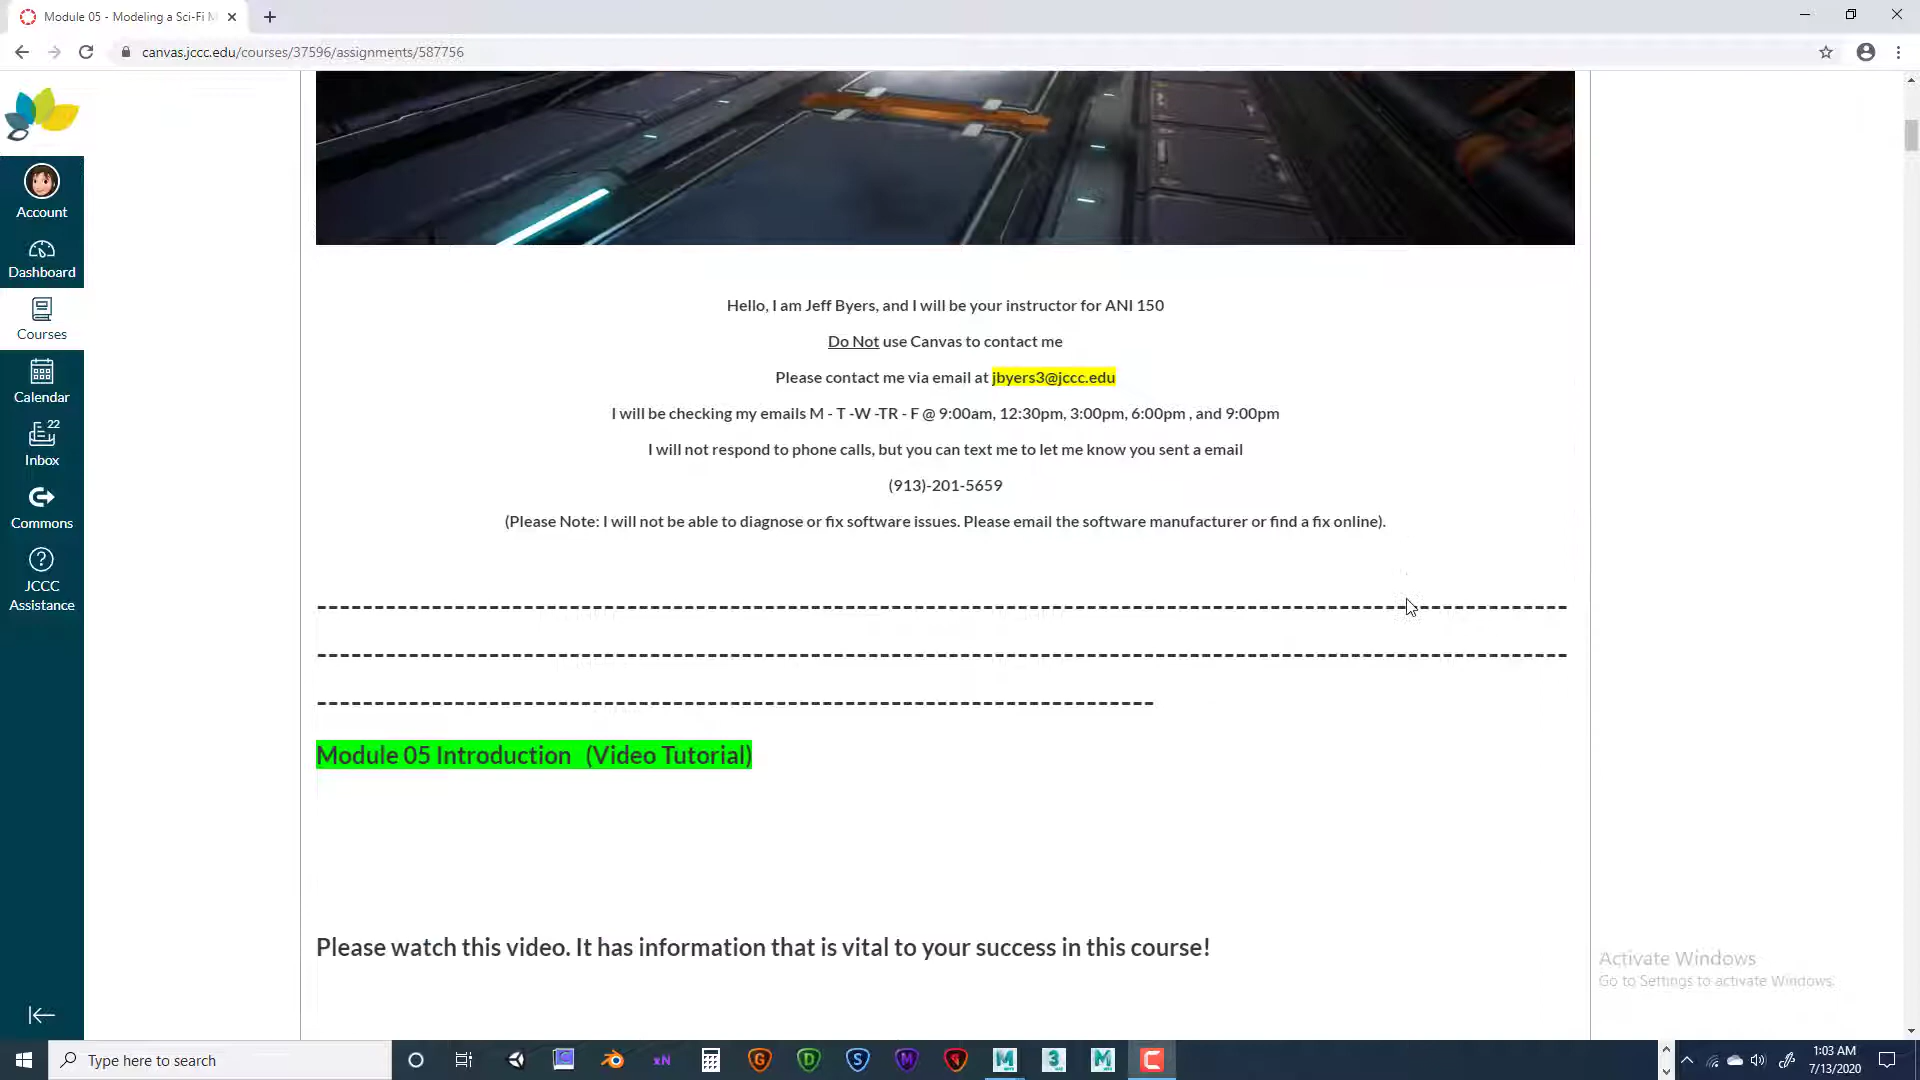 Module 05 - Modeling a Sci-Fi M
canvas.jccc.edu/courses/37596/assignments/587756
Account
Dashboard
Courses
Calendar
22
Inbox
Commons
JCCC
Assistance
Hello, I am Jeff Byers, and I will be your instructor for ANI 150
Do Not use Canvas to contact me
Please contact me via email at jbyers3@jccc.edu
I will be checking my emails M - T -W -TR - F @ 9:00am, 12:30pm, 3:00pm, 6:00pm , and 9:00pm
I will not respond to phone calls, but you can text me to let me know you sent a email
(913)-201-5659
(Please Note: I will not be able to diagnose or fix software issues. Please email the software manufacturer or find a fix online).
Module 05 Introduction (Video Tutorial)
Please watch this video. It has information that is vital to your success in this course!
Activate Windows
Go to Settings to activate Windows.
Type here to search
1:03 AM
7/13/2020